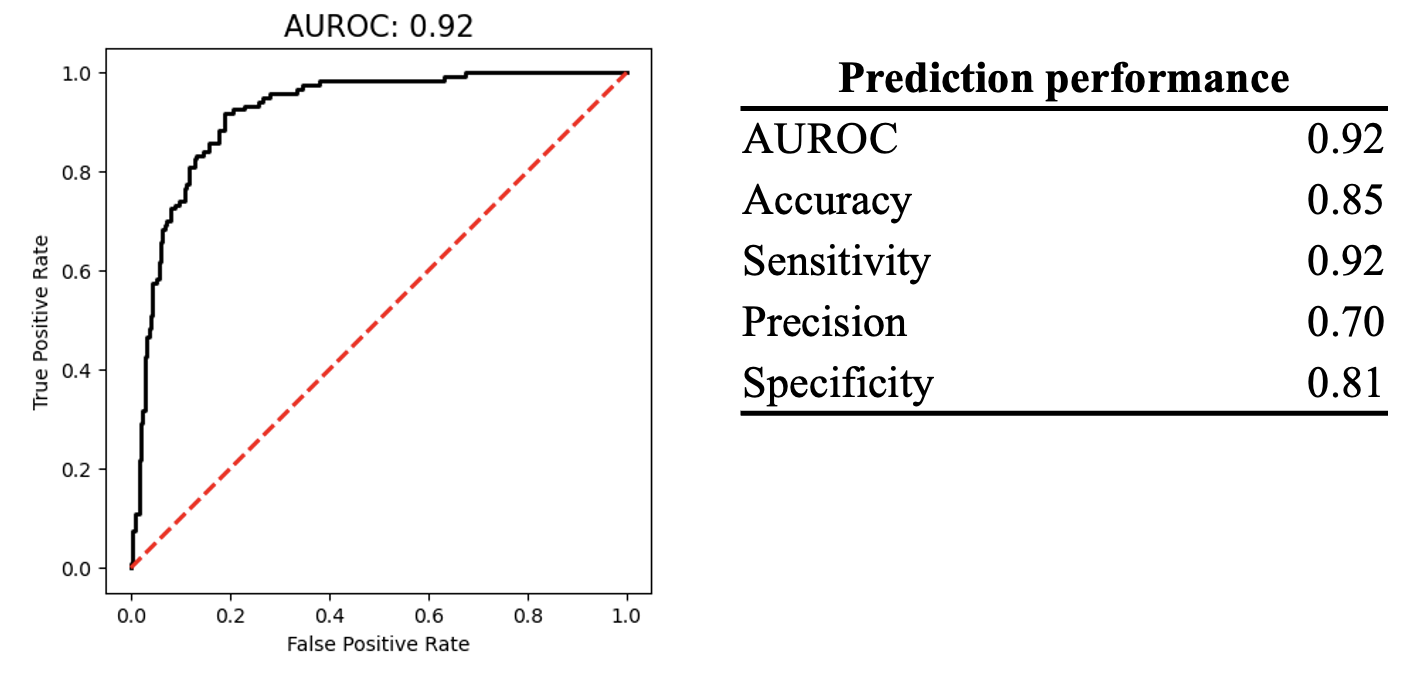 AUROC: 0.92
True Positive Rate
1.0
0.8
0.6
0.4
0.2
0.0
0.0 0.2 0.4 0.6 0.8 1.0
False Positive Rate
Prediction performance
AUROC 0.92
Accuracy 0.85
Sensitivity 0.92
Precision 0.70
Specificity 0.81